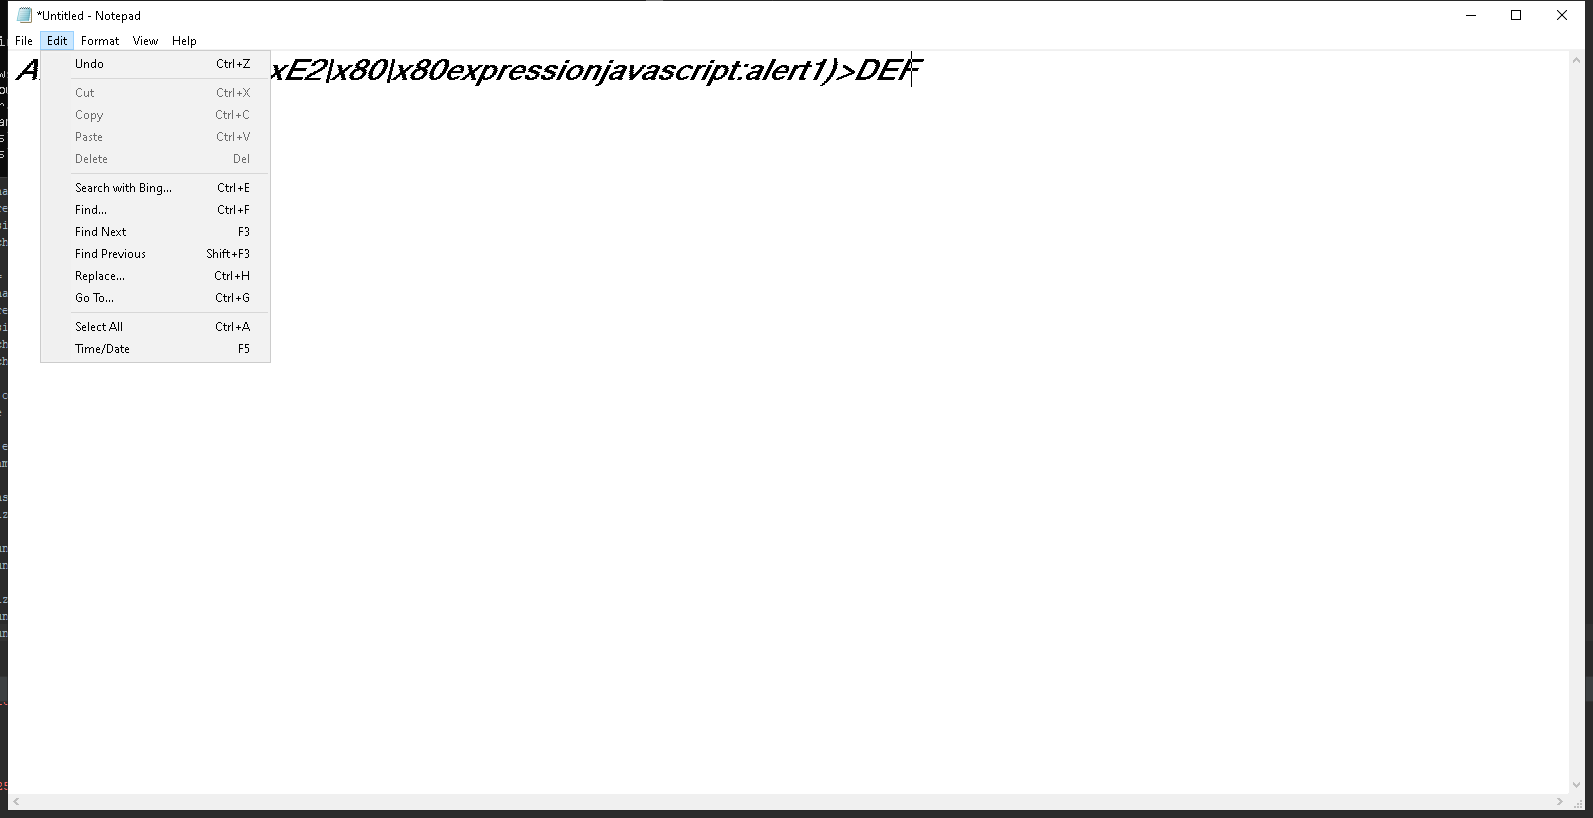 *Untitled - Notepad
File Edit Format View Help
xE2|x80|x80expressionjavascript:alert1)>DEF
Undo Ctrl+Z
Cut Ctrl+X
Copy Ctrl+C
Paste Ctrl+V
Delete Del
Search with Bing... Ctrl+E
Find... Ctrl+F
Find Next F3
Find Previous Shift+F3
Replace... Ctrl+H
Go To... Ctrl+G
Select All Ctrl+A
Time/Date F5